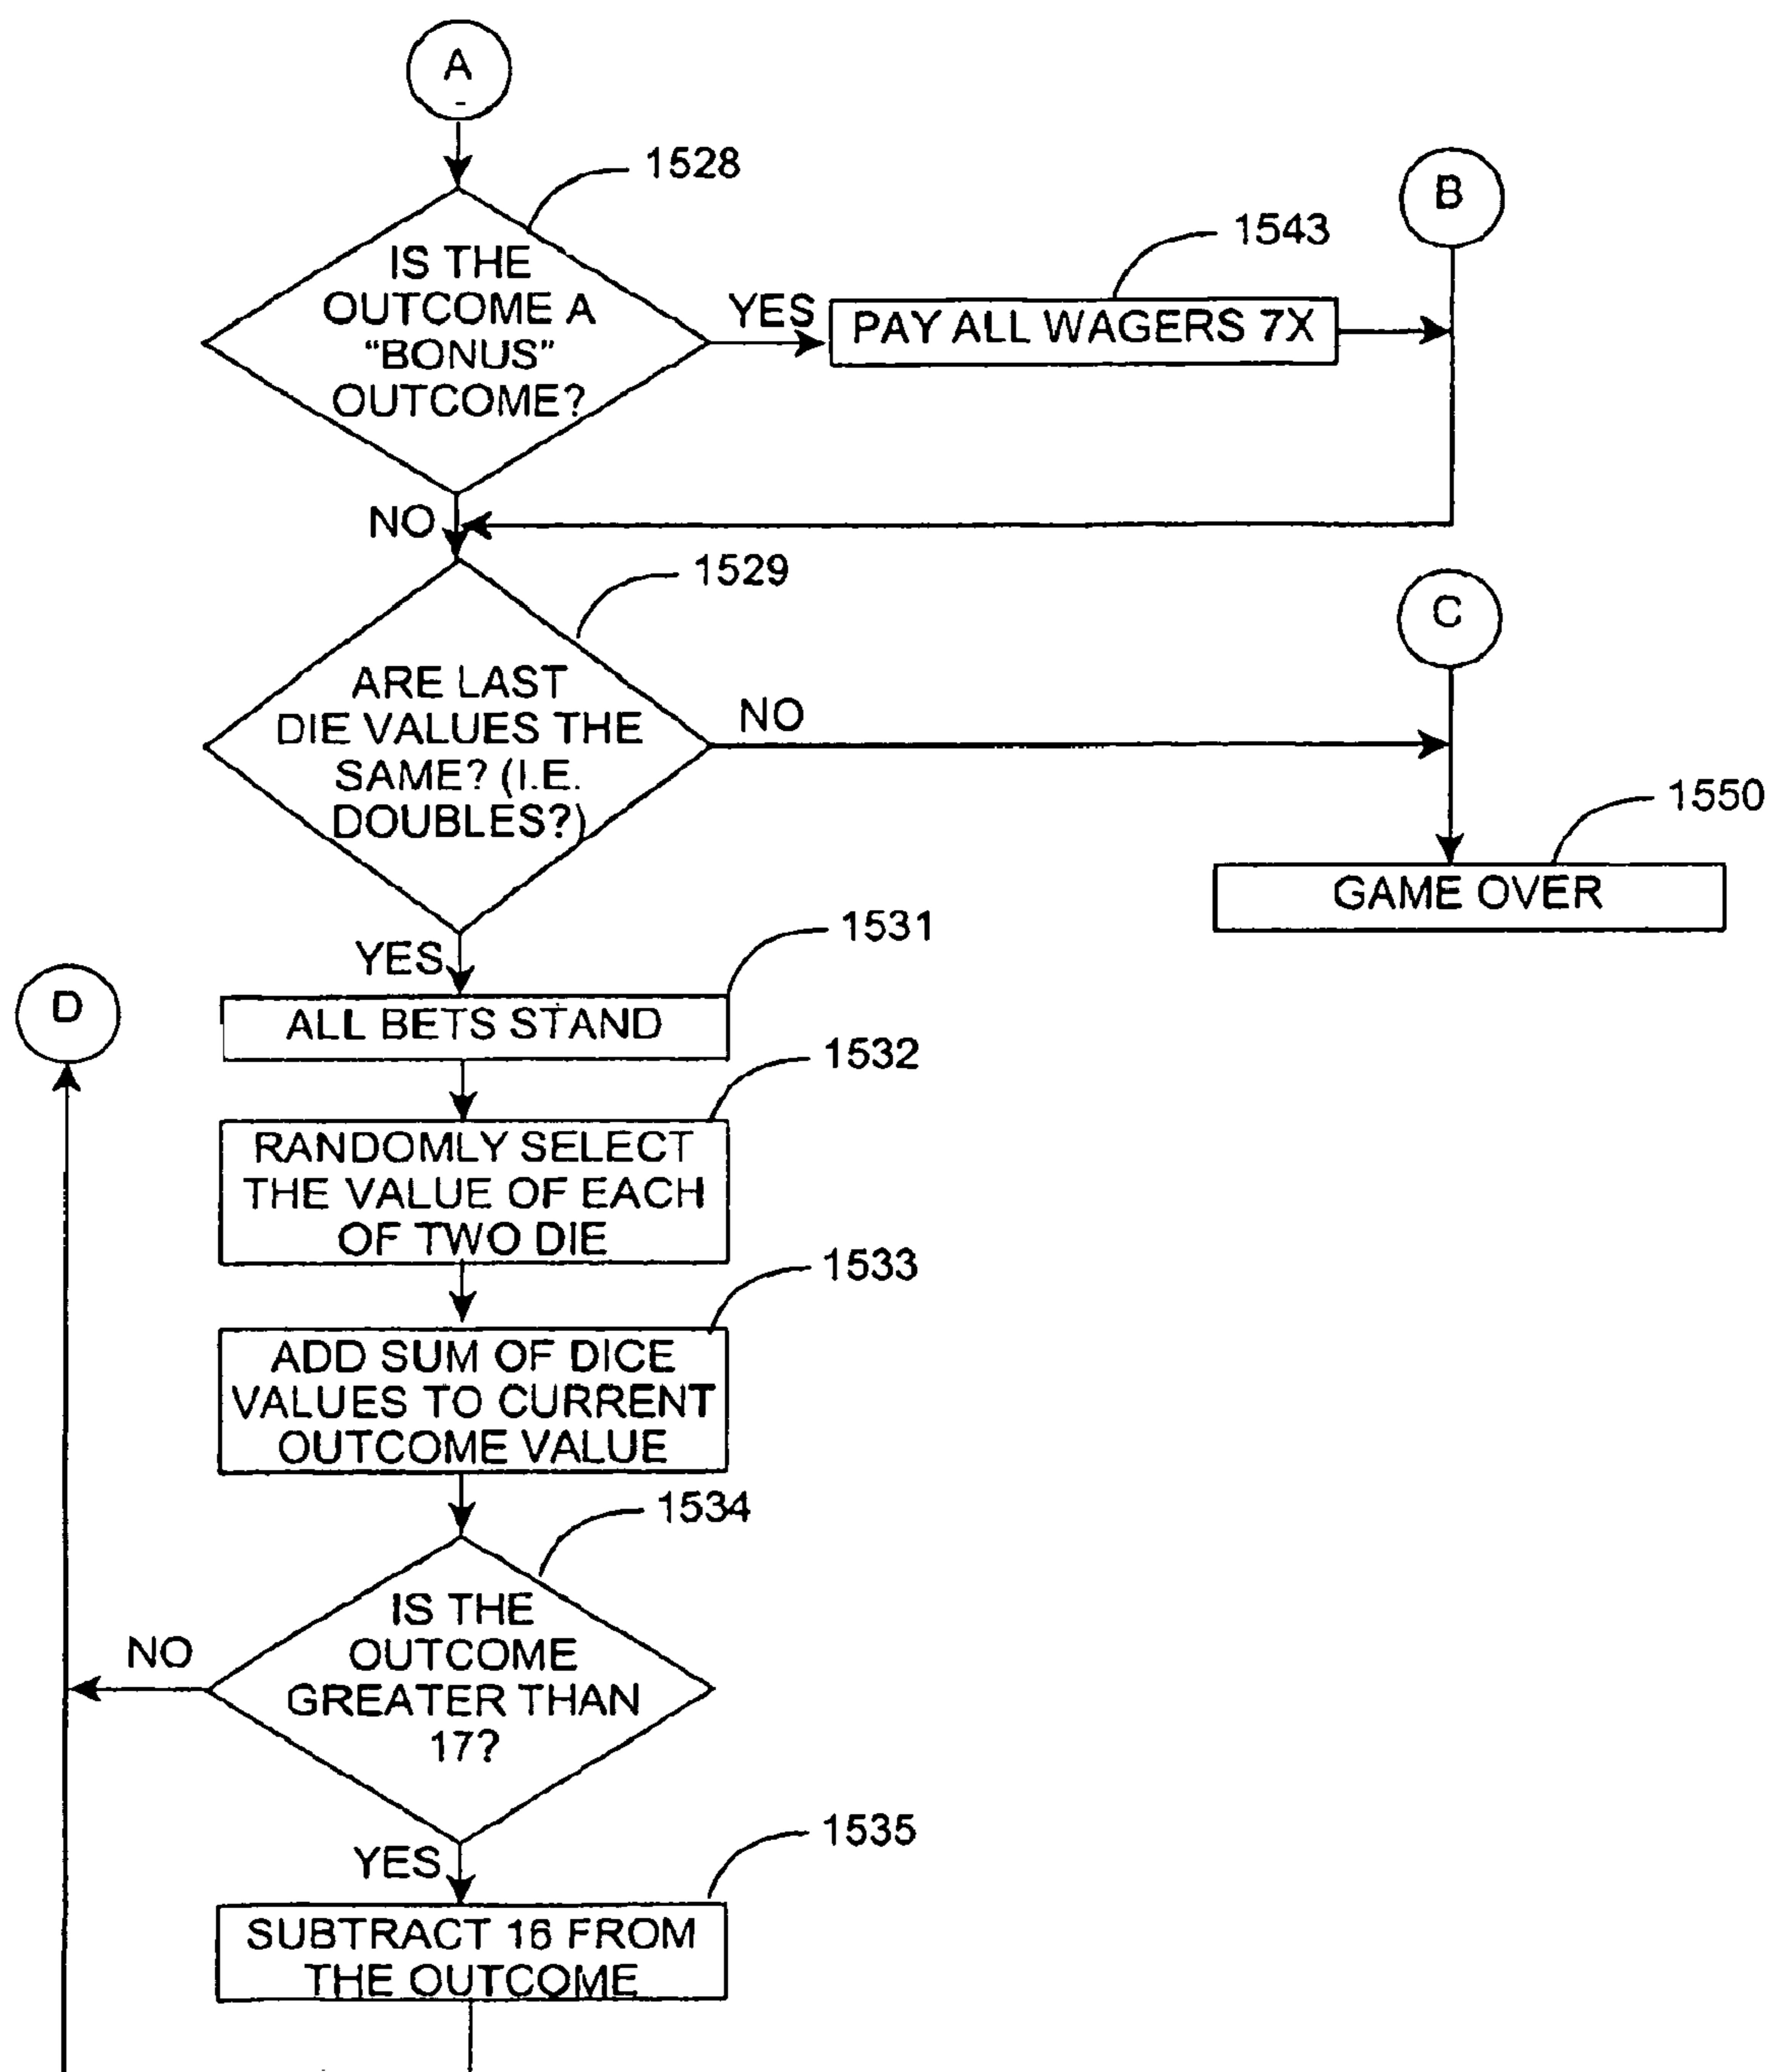 A
1528
B
IS THE
OUTCOME A
"BONUS"
OUTCOME?
YES
1543
PAY ALL WAGERS 7X
NO
1529
C
ARE LAST
DIE VALUES THE
SAME? (I.E.
DOUBLES?)
NO
1550
GAME OVER
YES
1531
D
ALL BETS STAND
1532
RANDOMLY SELECT
THE VALUE OF EACH
OF TWO DIE
1533
ADD SUM OF DICE
VALUES TO CURRENT
OUTCOME VALUE
1534
IS THE
OUTCOME
GREATER THAN
17?
NO
YES
1535
SUBTRACT 16 FROM
THE OUTCOME